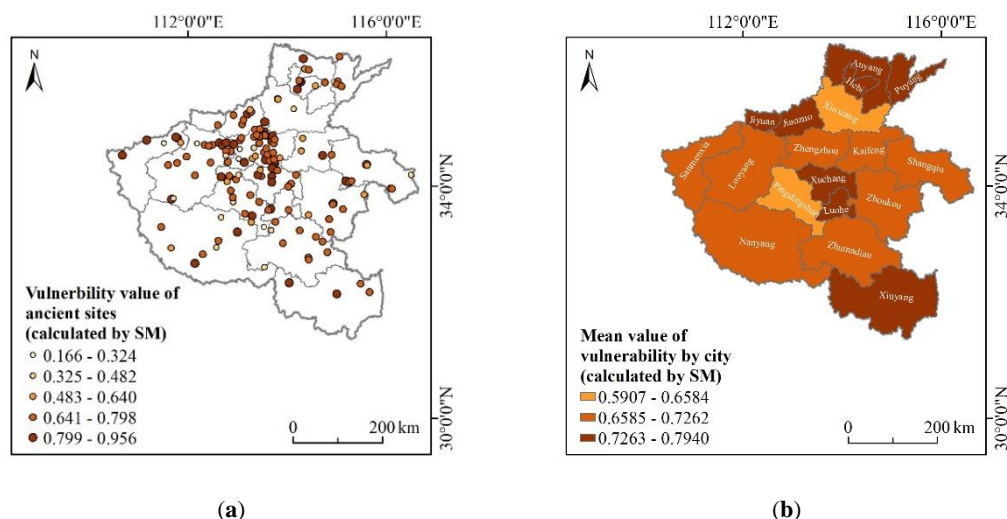 112°0'0"E
116°0'0"E
N
34°0'0"N
30°0'0"N
Vulnerbility value of
ancient sites
(calculated by SM)
0.166 - 0.324
0.325 - 0.482
0.483 - 0.640
0.641 - 0.798
0.799 - 0.956
0
200 km
(a)
112°0'0"E
116°0'0"E
N
Anyang
Hebi
Puyang
Xinxiang
Jiyuan
Jiaozuo
Sanmenxia
Luoyang
Zhengzhou
Kaifeng
Shangqiu
Xuchang
Pingdingshan
Luohe
Zhoukou
Nanyang
Zhumadian
Xinyang
34°0'0"N
30°0'0"N
Mean value of
vulnerability by city
(calculated by SM)
0.5907 - 0.6584
0.6585 - 0.7262
0.7263 - 0.7940
0
200 km
(b)